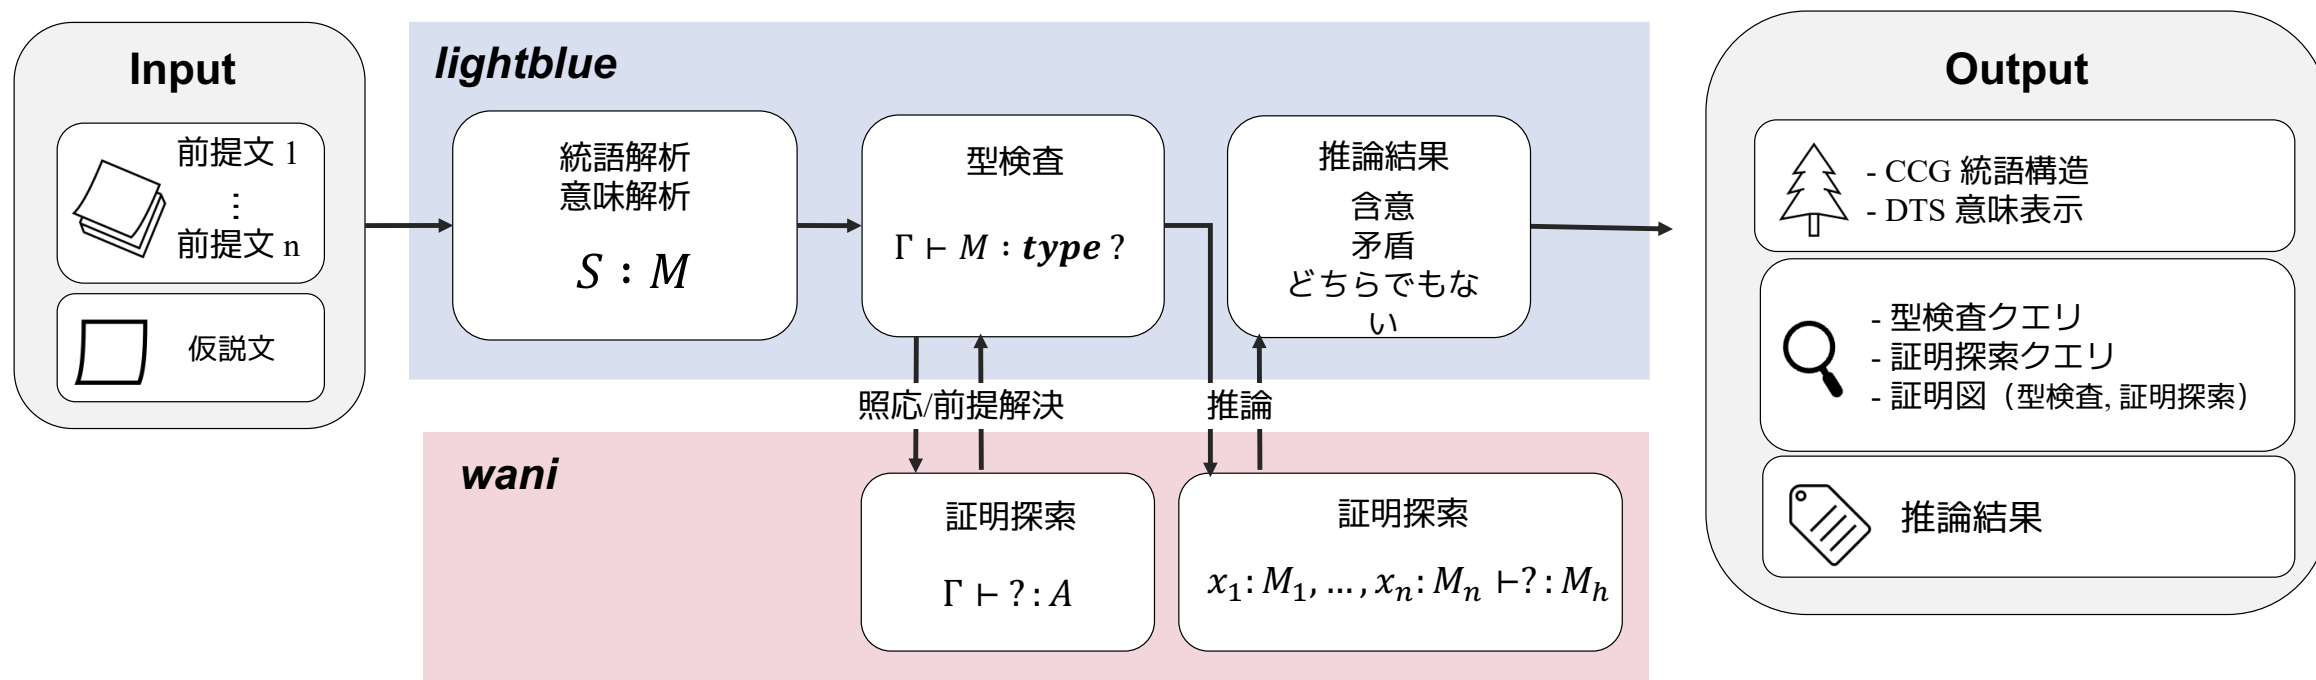 Input
前提文 1
⋮
前提文 n
仮説文
lightblue
統語解析
意味解析
S : M
型検査
Γ ⊢ M : type ?
推論結果
含意
矛盾
どちらでもな
い
照応/前提解決
推論
wani
証明探索
Γ ⊢ ? : A
証明探索
x₁: M₁, … , xₙ: Mₙ ⊢? : Mₕ
Output
- CCG 統語構造
- DTS 意味表示
- 型検査クエリ
- 証明探索クエリ
- 証明図（型検査, 証明探索）
推論結果